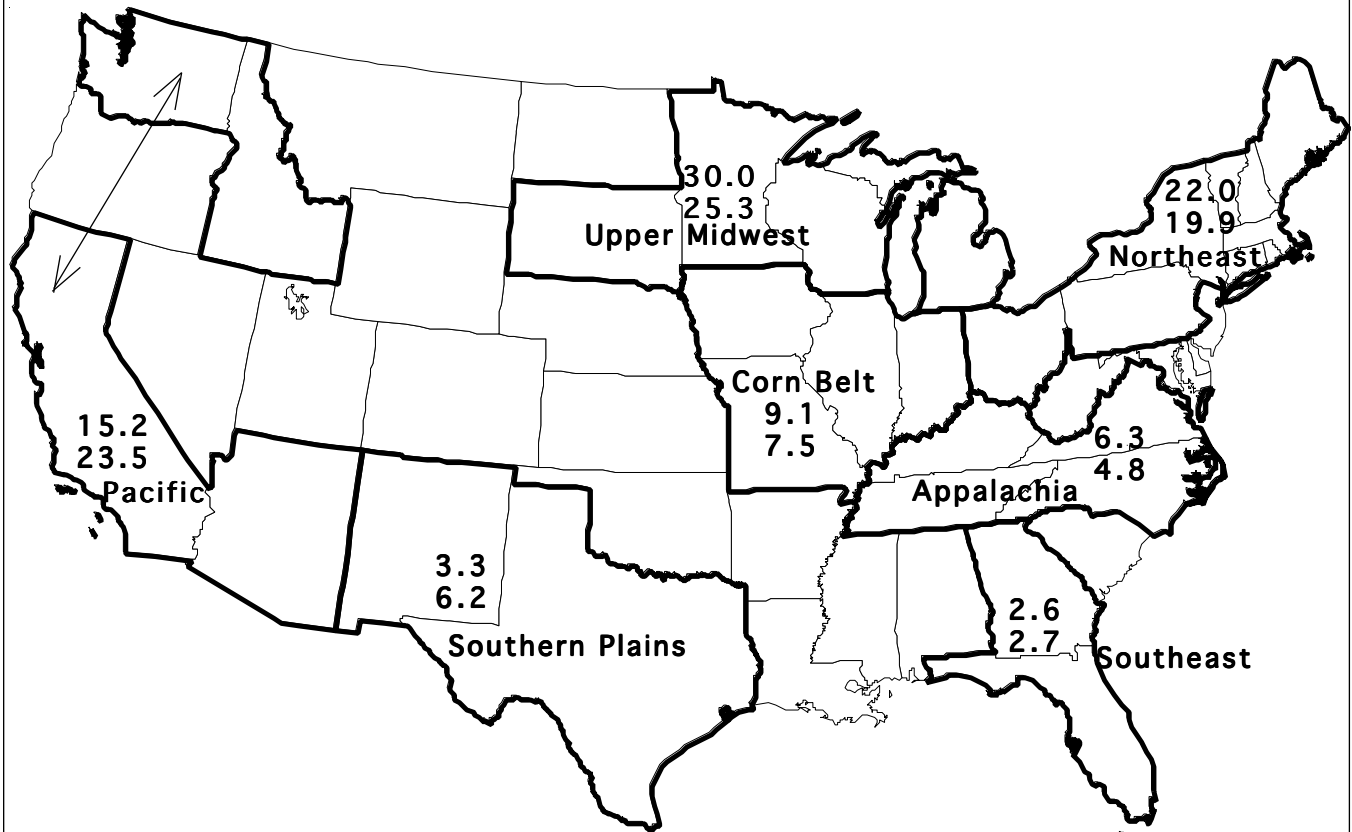 30.0
25.3
Upper Midwest
22.0
19.9
Northeast
Corn Belt
9.1
7.5
15.2
23.5
Pacific
6.3
4.8
Appalachia
3.3
6.2
Southern Plains
2.6
2.7
Southeast